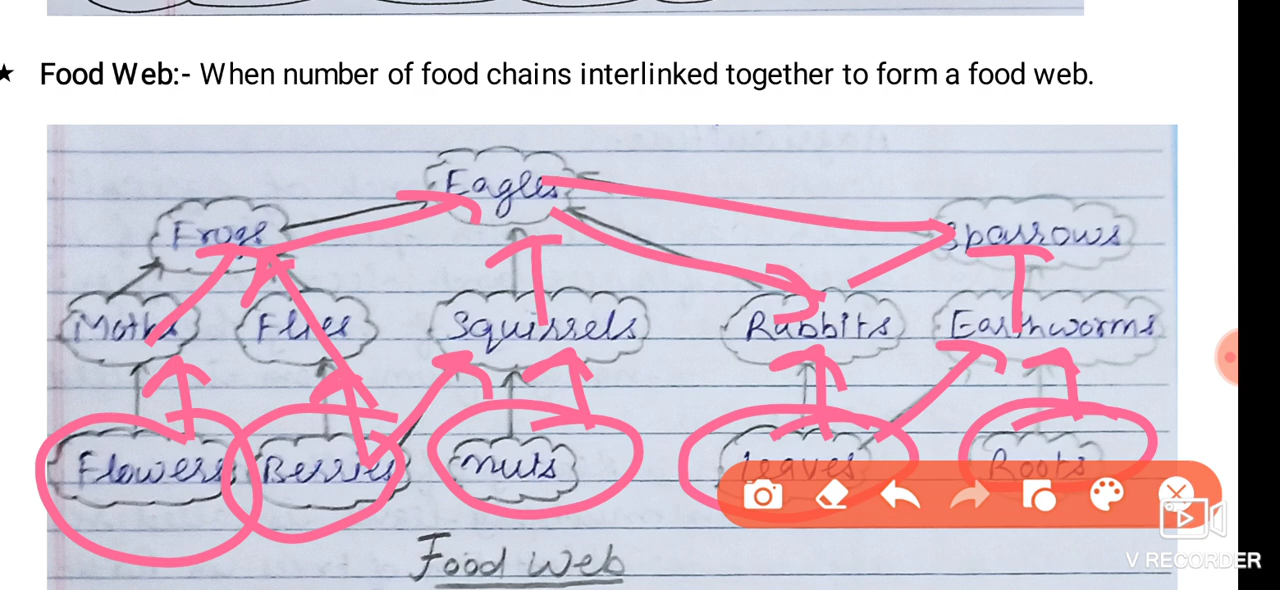 ★ Food Web:- When number of food chains interlinked together to form a food web.
Eagles
Frogs
Sparrows
Moths Flies Squirrels Rabbits Earthworms
Flowers Berries nuts Leaves Roots
Food Web
V RECORDER